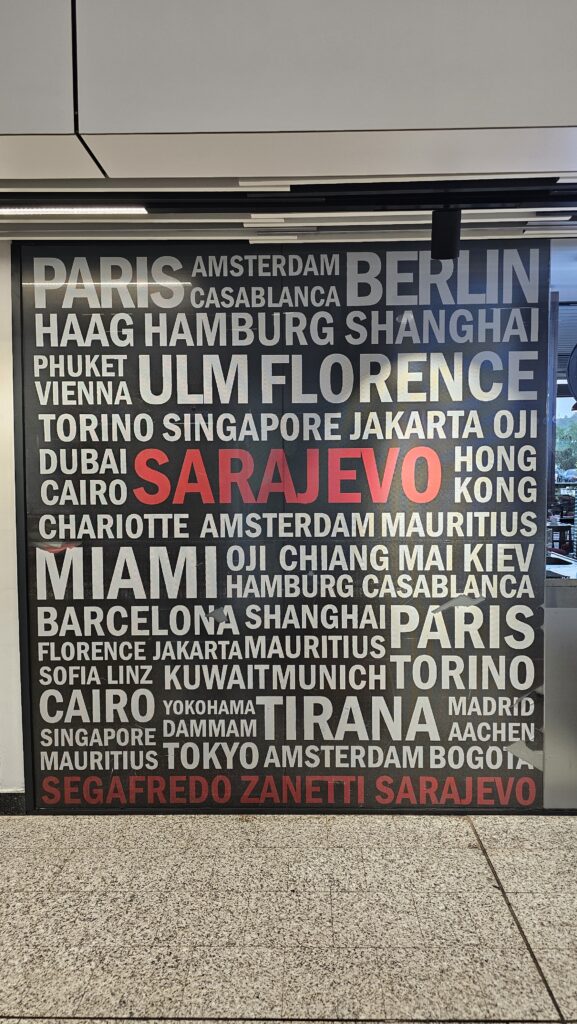 PARIS AMSTERDAM BERLIN
CASABLANCA
HAAG HAMBURG SHANGHAI
PHUKET ULM FLORENCE
VIENNA
TORINO SINGAPORE JAKARTA OJI
DUBAI SARAJEVO HONG
CAIRO KONG
CHARIOTTE AMSTERDAM MAURITIUS
MIAMI OJI CHIANG MAI KIEV
HAMBURG CASABLANCA
BARCELONA SHANGHAI PARIS
FLORENCE JAKARTA MAURITIUS
SOFIA LINZ KUWAIT MUNICH TORINO
CAIRO YOKOHAMA TIRANA MADRID
SINGAPORE DAMMAM AACHEN
MAURITIUS TOKYO AMSTERDAM BOGOTA
SEGAFREDO ZANETTI SARAJEVO